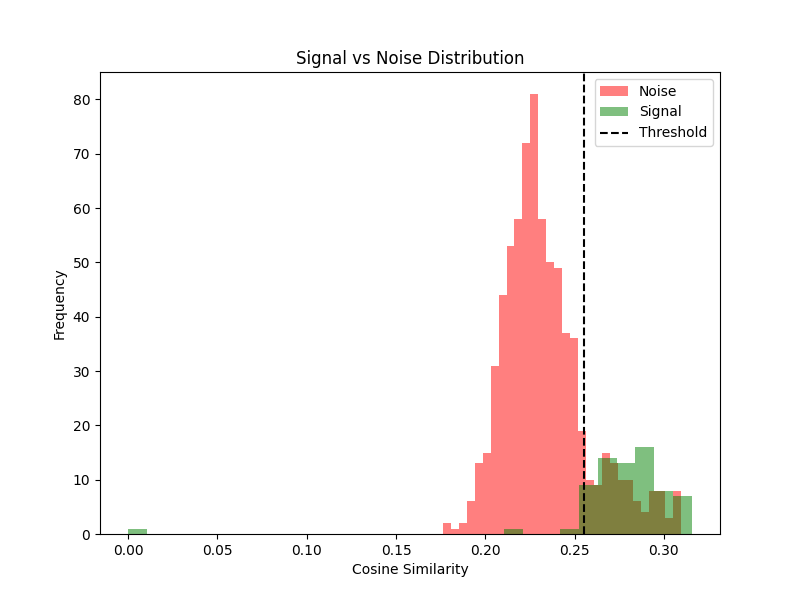 Signal vs Noise Distribution
Noise
Signal
Threshold
Frequency
80
70
60
50
40
30
20
10
0
0.00 0.05 0.10 0.15 0.20 0.25 0.30
Cosine Similarity